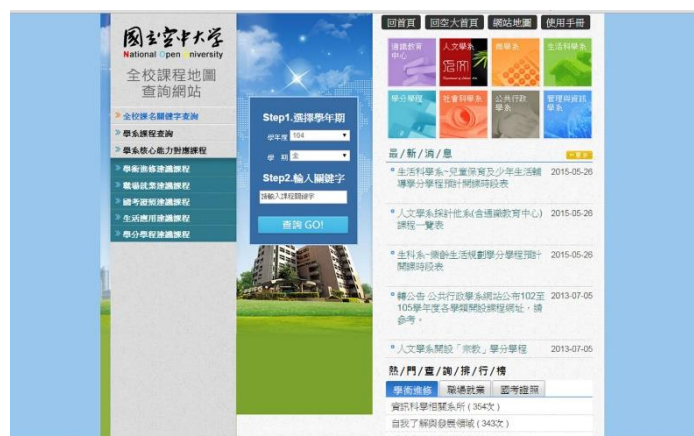 國立空中大學
National Open University
全校課程地圖
查詢網站
全校課名關鍵字查詢
學系課程查詢
學系核心能力對應課程
學術進修建議課程
職場就業建議課程
國考證照建議課程
生活應用建議課程
學分學程建議課程
Step1.選擇學年期
學年度 104
學 期 全
Step2.輸入關鍵字
請輸入課程關鍵字
查詢 GO!
回首頁 回空大首頁 網站地圖 使用手冊
通識教育中心
人文學系
商學系
生活科學系
學分學程
社會科學系
公共行政學系
管理與資訊學系
最/新/消/息
生活科學系~兒童保育及少年生活輔 2015-05-26
導學分學程預計開課時段表
人文學系採計他系(含通識教育中心) 2015-05-26
課程一覽表
生科系~樂齡生活規劃學分學程預計 2015-05-26
開課時段表
轉公告 公共行政學系網站公布102至 2013-07-05
105學年度各學類開設課程網址，請
參考。
人文學系開設「宗教」學分學程 2013-07-05
熱/門/查/詢/排/行/榜
學術進修 職場就業 國考證照
資訊科學相關系所 ( 354次 )
自我了解與發展領域 ( 343次 )